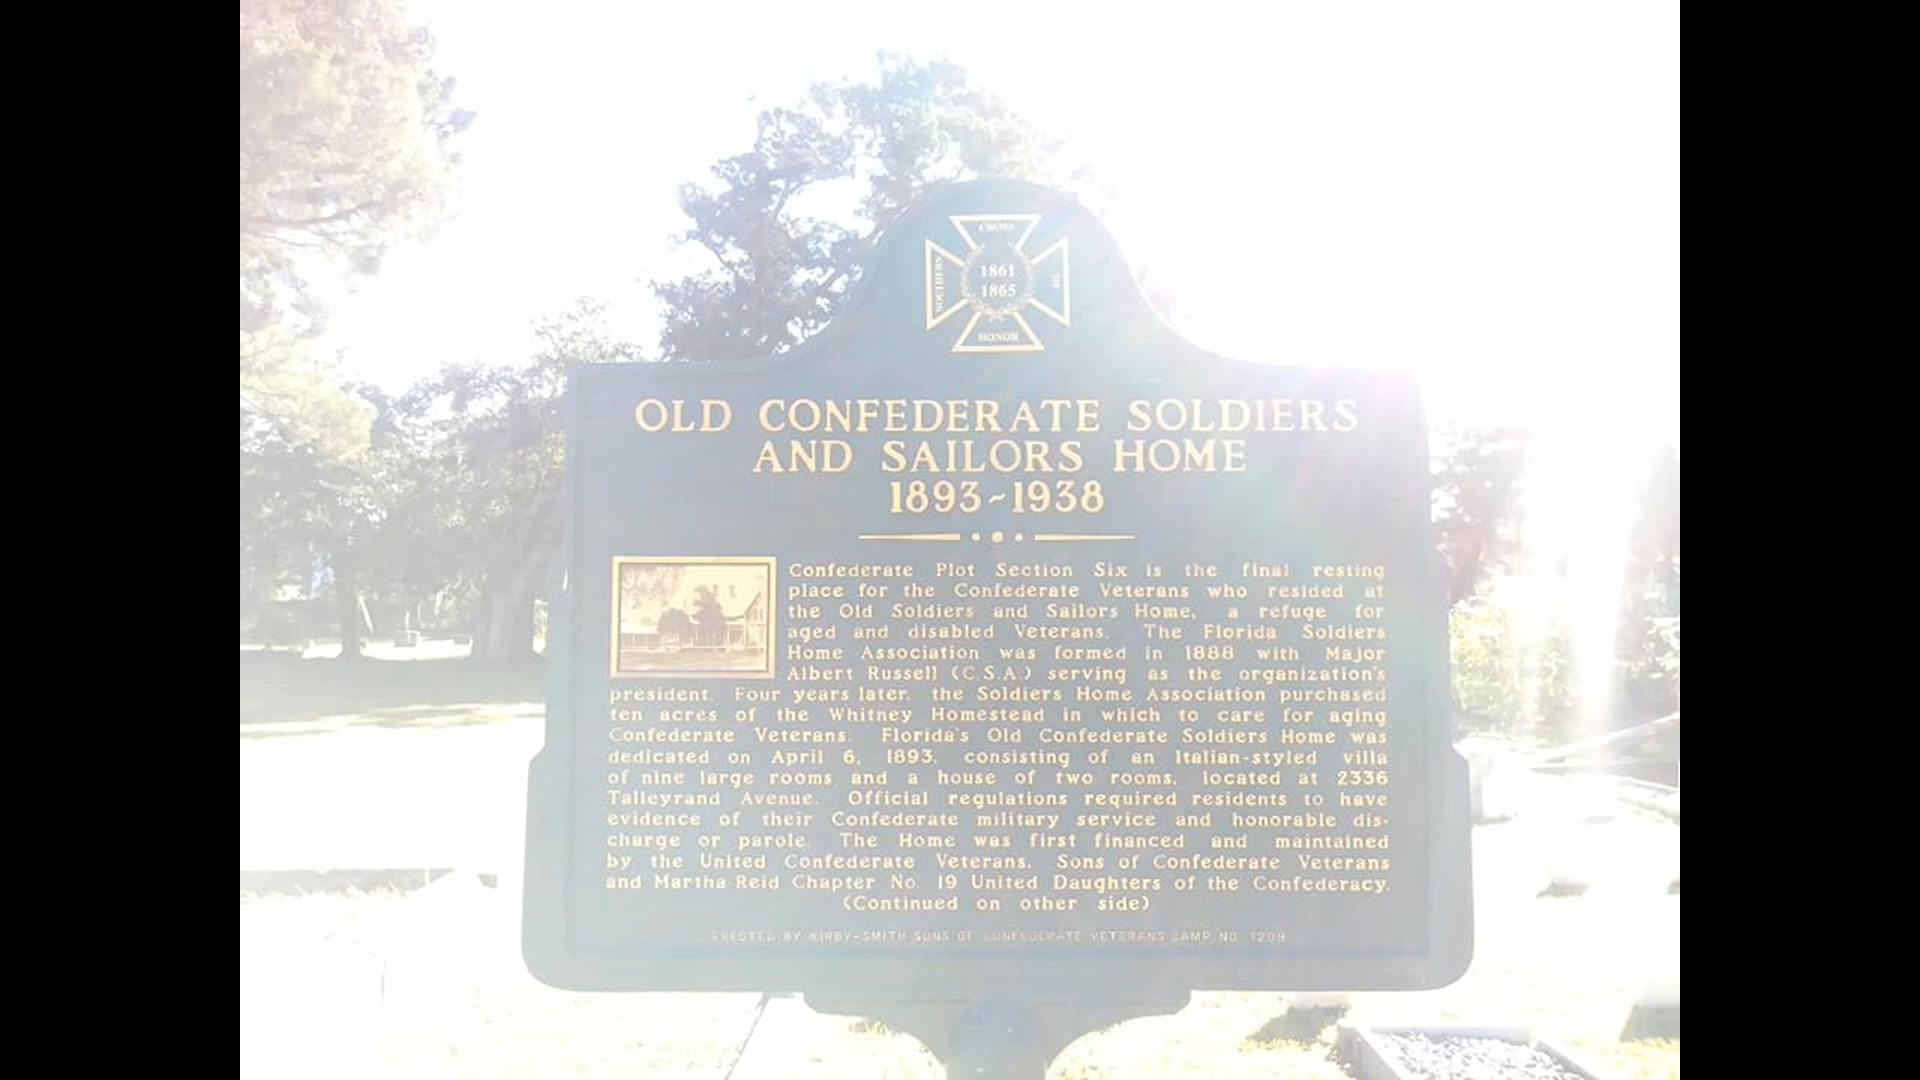 CROSS
SOUTHERN
1861
1865
OF
HONOR
OLD CONFEDERATE SOLDIERS
AND SAILORS HOME
1893~1938
Confederate Plot Section Six is the final resting
place for the Confederate Veterans who resided at
the Old Soldiers and Sailors Home, a refuge for
aged and disabled Veterans. The Florida Soldiers
Home Association was formed in 1888 with Major
Albert Russell (C.S.A.) serving as the organization's
president. Four years later, the Soldiers Home Association purchased
ten acres of the Whitney Homestead in which to care for aging
Confederate Veterans. Florida's Old Confederate Soldiers Home was
dedicated on April 6, 1893, consisting of an Italian-styled villa
of nine large rooms and a house of two rooms, located at 2336
Talleyrand Avenue. Official regulations required residents to have
evidence of their Confederate military service and honorable dis-
charge or parole. The Home was first financed and maintained
by the United Confederate Veterans, Sons of Confederate Veterans
and Martha Reid Chapter No. 19 United Daughters of the Confederacy.
(Continued on other side)
ERECTED BY KIRBY-SMITH SONS OF CONFEDERATE VETERANS CAMP NO. 1209